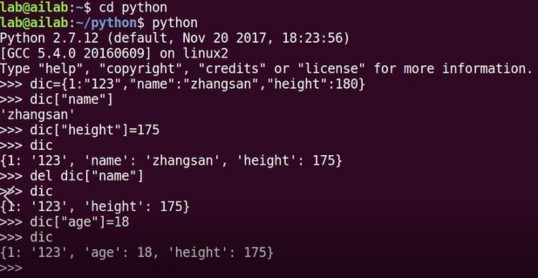 lab@ailab:~$ cd python
lab@ailab:~/python$ python
Python 2.7.12 (default, Nov 20 2017, 18:23:56)
[GCC 5.4.0 20160609] on linux2
Type "help", "copyright", "credits" or "license" for more information.
>>> dic={1:"123","name":"zhangsan","height":180}
>>> dic["name"]
'zhangsan'
>>> dic["height"]=175
>>> dic
{1: '123', 'name': 'zhangsan', 'height': 175}
>>> del dic["name"]
>>> dic
{1: '123', 'height': 175}
>>> dic["age"]=18
>>> dic
{1: '123', 'age': 18, 'height': 175}
>>>